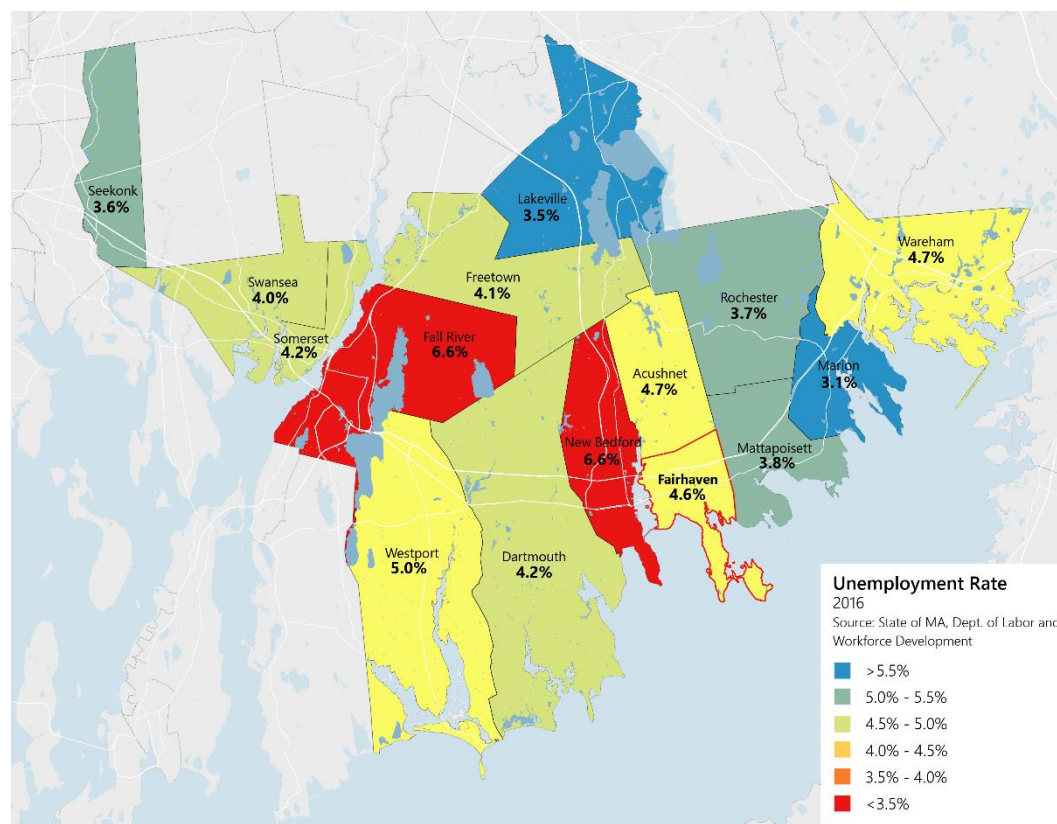 Seekonk
3.6%
Lakeville
3.5%
Wareham
4.7%
Swansea
4.0%
Freetown
4.1%
Rochester
3.7%
Somerset
4.2%
Fall River
6.6%
Acushnet
4.7%
Marion
3.1%
New Bedford
6.6%
Mattapoisett
3.8%
Fairhaven
4.6%
Westport
5.0%
Dartmouth
4.2%
Unemployment Rate
2016
Source: State of MA, Dept. of Labor and
Workforce Development
>5.5%
5.0% - 5.5%
4.5% - 5.0%
4.0% - 4.5%
3.5% - 4.0%
<3.5%